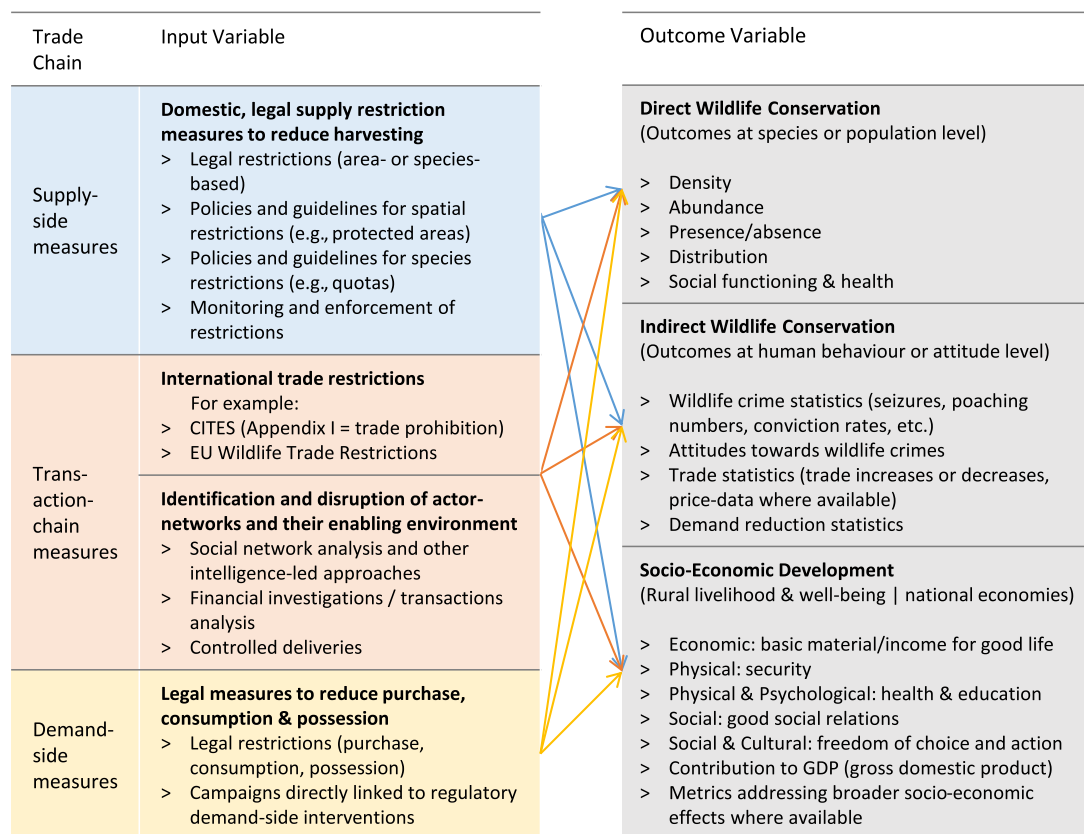 Trade
Chain
Input Variable
Outcome Variable
Supply-
side
measures
Domestic, legal supply restriction
measures to reduce harvesting
> Legal restrictions (area- or species-
based)
> Policies and guidelines for spatial
restrictions (e.g., protected areas)
> Policies and guidelines for species
restrictions (e.g., quotas)
> Monitoring and enforcement of
restrictions
Trans-
action-
chain
measures
International trade restrictions
For example:
> CITES (Appendix I = trade prohibition)
> EU Wildlife Trade Restrictions
Identification and disruption of actor-
networks and their enabling environment
> Social network analysis and other
intelligence-led approaches
> Financial investigations / transactions
analysis
> Controlled deliveries
Demand-
side
measures
Legal measures to reduce purchase,
consumption & possession
> Legal restrictions (purchase,
consumption, possession)
> Campaigns directly linked to regulatory
demand-side interventions
Direct Wildlife Conservation
(Outcomes at species or population level)
> Density
> Abundance
> Presence/absence
> Distribution
> Social functioning & health
Indirect Wildlife Conservation
(Outcomes at human behaviour or attitude level)
> Wildlife crime statistics (seizures, poaching
numbers, conviction rates, etc.)
> Attitudes towards wildlife crimes
> Trade statistics (trade increases or decreases,
price-data where available)
> Demand reduction statistics
Socio-Economic Development
(Rural livelihood & well-being | national economies)
> Economic: basic material/income for good life
> Physical: security
> Physical & Psychological: health & education
> Social: good social relations
> Social & Cultural: freedom of choice and action
> Contribution to GDP (gross domestic product)
> Metrics addressing broader socio-economic
effects where available